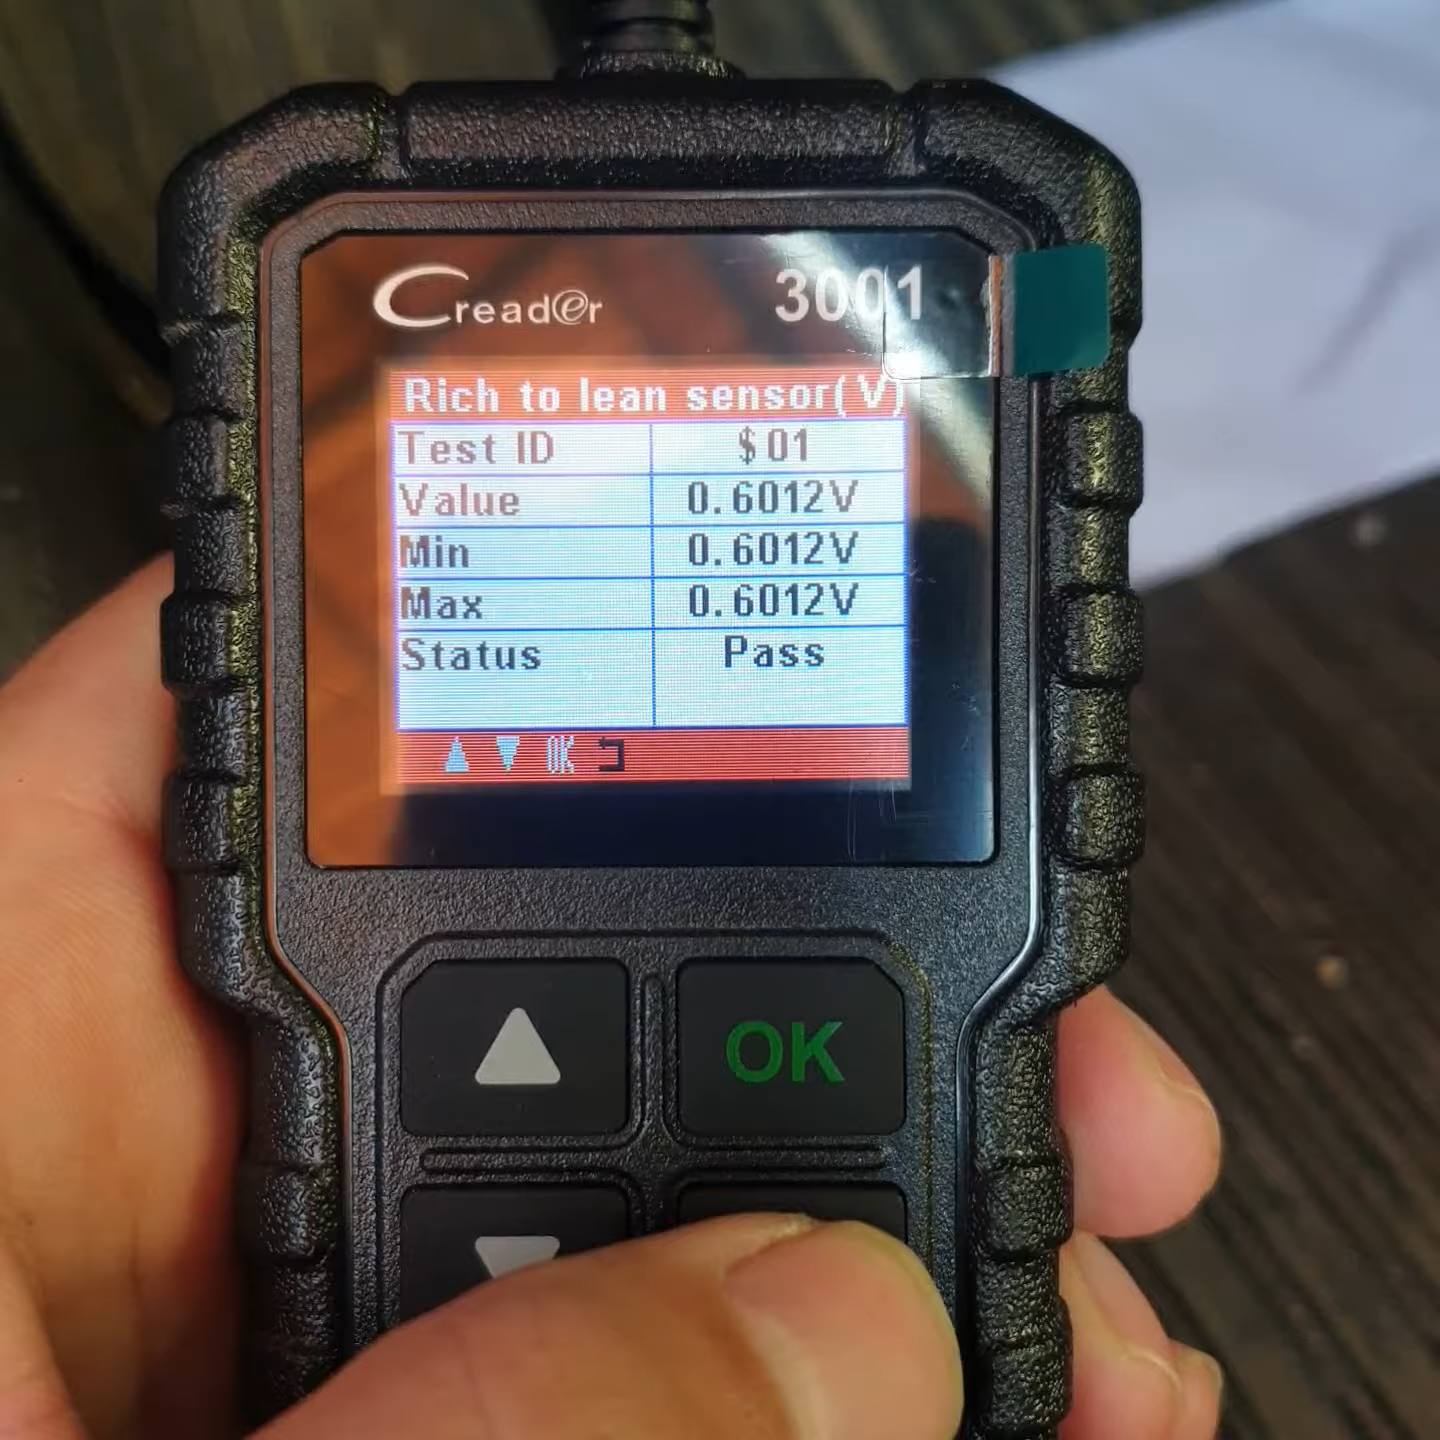 Creader 3001
Rich to lean sensor(V)
Test ID $01
Value 0.6012V
Min 0.6012V
Max 0.6012V
Status Pass
OK
OK